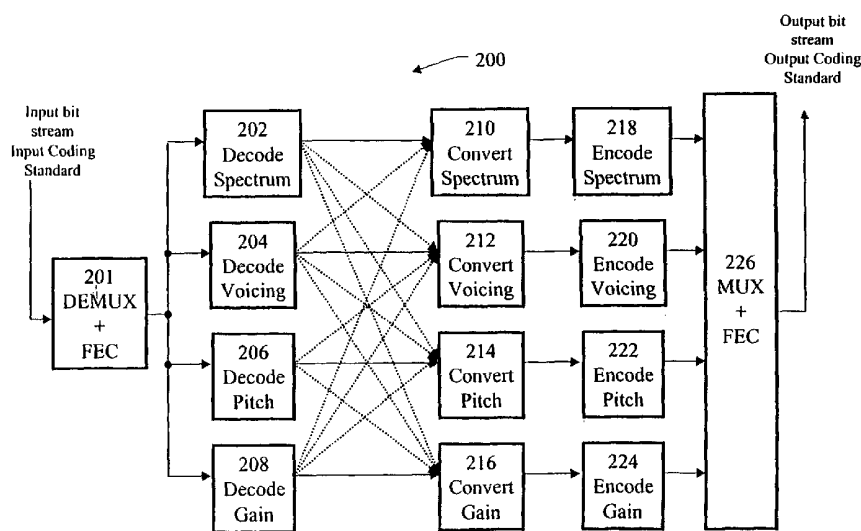 Output bit
stream
Output Coding
Standard
200
Input bit
stream
Input Coding
Standard
202
Decode
Spectrum
210
Convert
Spectrum
218
Encode
Spectrum
204
Decode
Voicing
212
Convert
Voicing
220
Encode
Voicing
201
DEMUX
+
FEC
226
MUX
+
FEC
206
Decode
Pitch
214
Convert
Pitch
222
Encode
Pitch
208
Decode
Gain
216
Convert
Gain
224
Encode
Gain